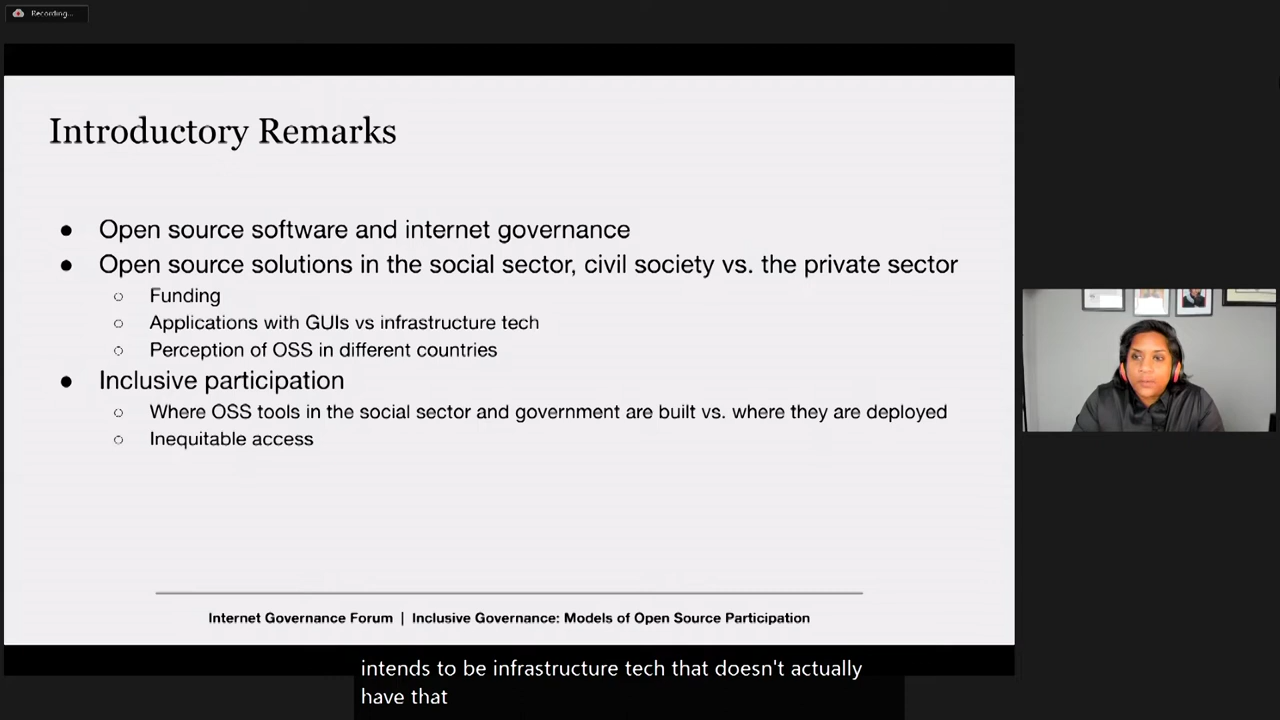 Recording...
Introductory Remarks
● Open source software and internet governance
● Open source solutions in the social sector, civil society vs. the private sector
○ Funding
○ Applications with GUIs vs infrastructure tech
○ Perception of OSS in different countries
● Inclusive participation
○ Where OSS tools in the social sector and government are built vs. where they are deployed
○ Inequitable access
Internet Governance Forum | Inclusive Governance: Models of Open Source Participation
intends to be infrastructure tech that doesn't actually
have that